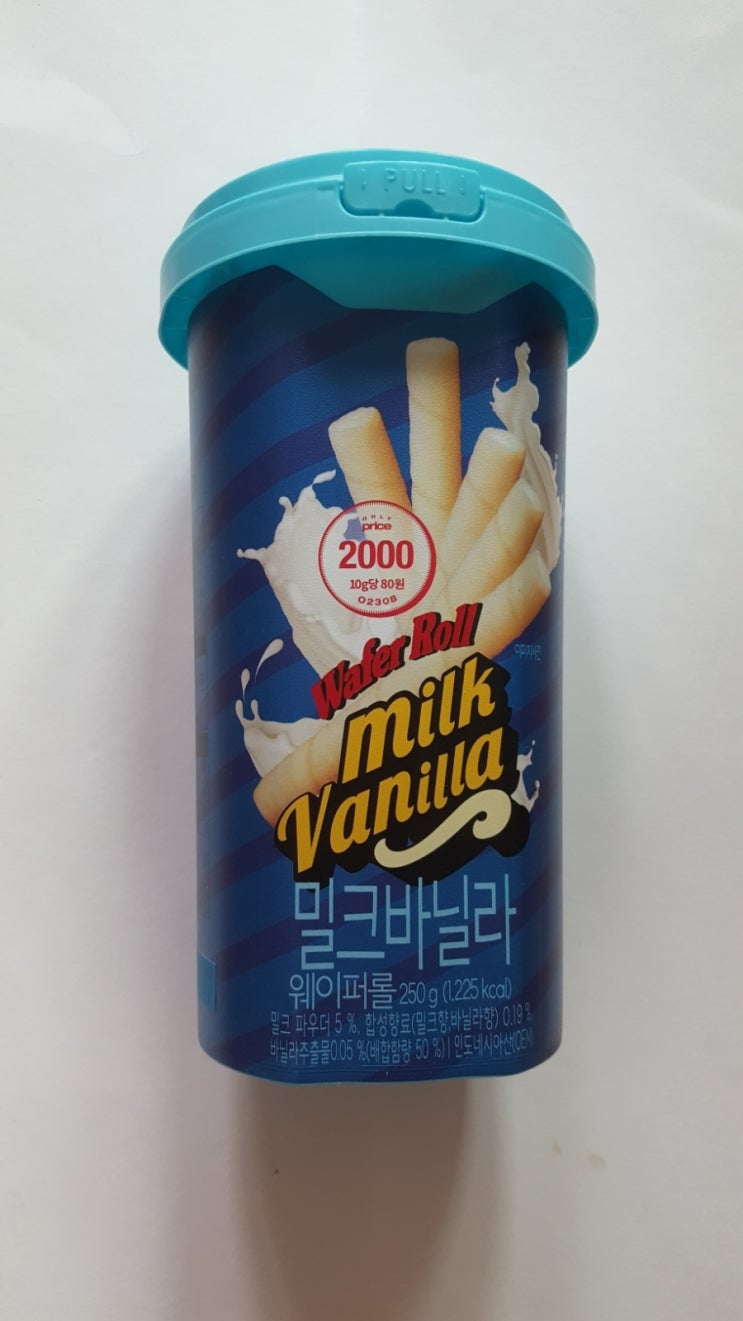 PULL
ONLY
price
2000
10g당 80원
02308
Wafer Roll
이미지사진
milk
Vanilla
밀크바닐라
웨이퍼롤 250 g (1,225 kcal)
밀크 파우더 5 %, 합성향료(밀크향,바닐라향) 0.19 %,
바닐라추출물0.05 %(배합함량 50 %) | 인도네시아산(OEM)